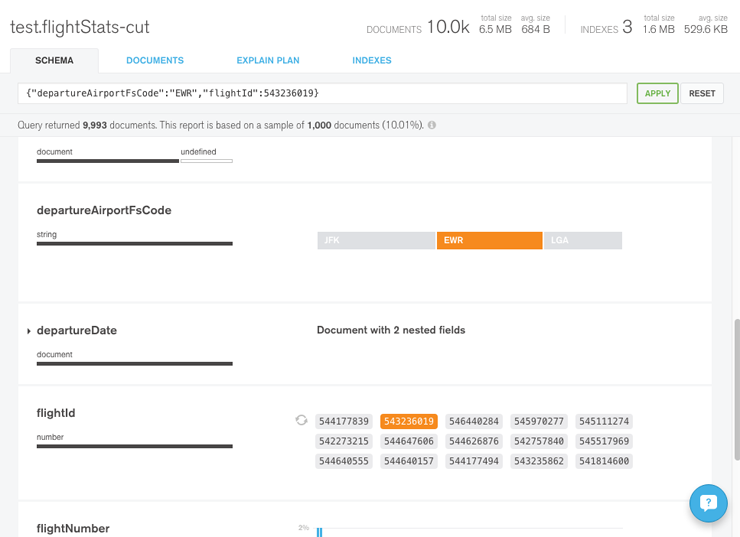 test.flightStats-cut
DOCUMENTS 10.0k total size 6.5 MB avg. size 684 B INDEXES 3 total size 1.6 MB avg. size 529.6 KB
SCHEMA DOCUMENTS EXPLAIN PLAN INDEXES
{"departureAirportFsCode":"EWR","flightId":543236019} APPLY RESET
Query returned 9,993 documents. This report is based on a sample of 1,000 documents (10.01%).
document undefined
departureAirportFsCode
string
JFK EWR LGA
departureDate Document with 2 nested fields
document
flightId
number
544177839 543236019 546440284 545970277 545111274
542273215 544647606 544626876 542757840 545517969
544640555 544640157 544177494 543235862 541814600
flightNumber 2%